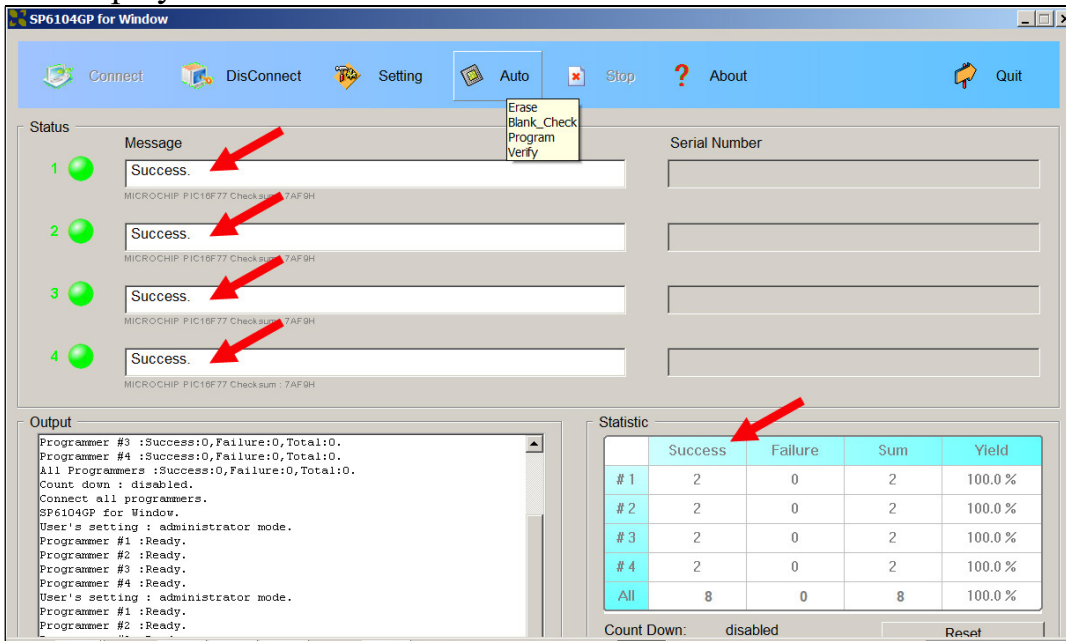 SP6104GP for Window
Connect DisConnect Setting Auto Stop About Quit
Erase
Blank_Check
Program
Verify
Status
Message Serial Number
1 Success.
MICROCHIP PIC16F77 Checksum : 7AF9H
2 Success.
MICROCHIP PIC16F77 Checksum : 7AF9H
3 Success.
MICROCHIP PIC16F77 Checksum : 7AF9H
4 Success.
MICROCHIP PIC16F77 Checksum : 7AF9H
Output
Programmer #3 :Success:0,Failure:0,Total:0.
Programmer #4 :Success:0,Failure:0,Total:0.
All Programmers :Success:0,Failure:0,Total:0.
Count down : disabled.
Connect all programmers.
SP6104GP for Window.
User's setting : administrator mode.
Programmer #1 :Ready.
Programmer #2 :Ready.
Programmer #3 :Ready.
Programmer #4 :Ready.
User's setting : administrator mode.
Programmer #1 :Ready.
Programmer #2 :Ready.
Statistic
Success Failure Sum Yield
# 1 2 0 2 100.0 %
# 2 2 0 2 100.0 %
# 3 2 0 2 100.0 %
# 4 2 0 2 100.0 %
All 8 0 8 100.0 %
Count Down: disabled Reset